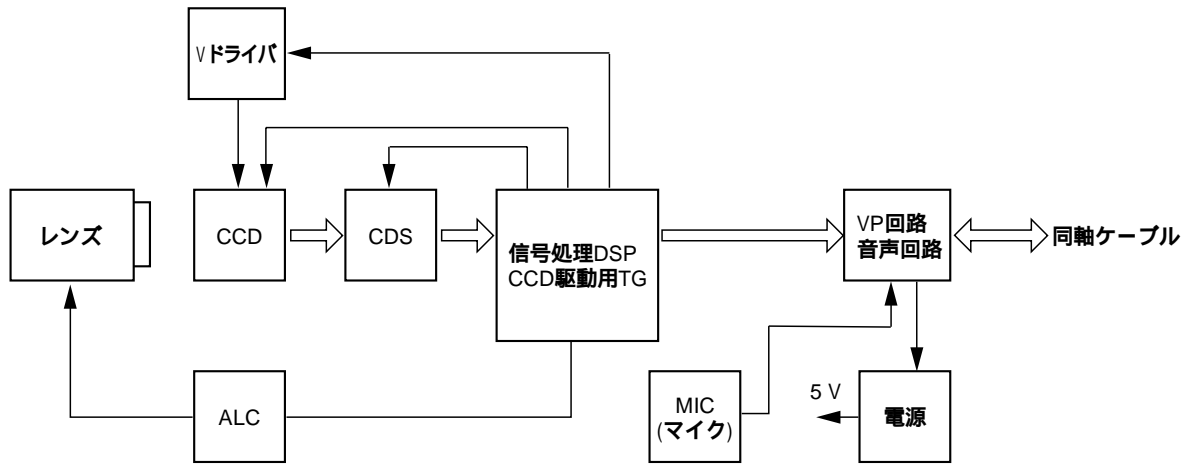 Vドライバ
レンズ
CCD
CDS
信号処理DSP
CCD駆動用TG
VP回路
音声回路
同軸ケーブル
ALC
MIC
(マイク)
5 V
電源